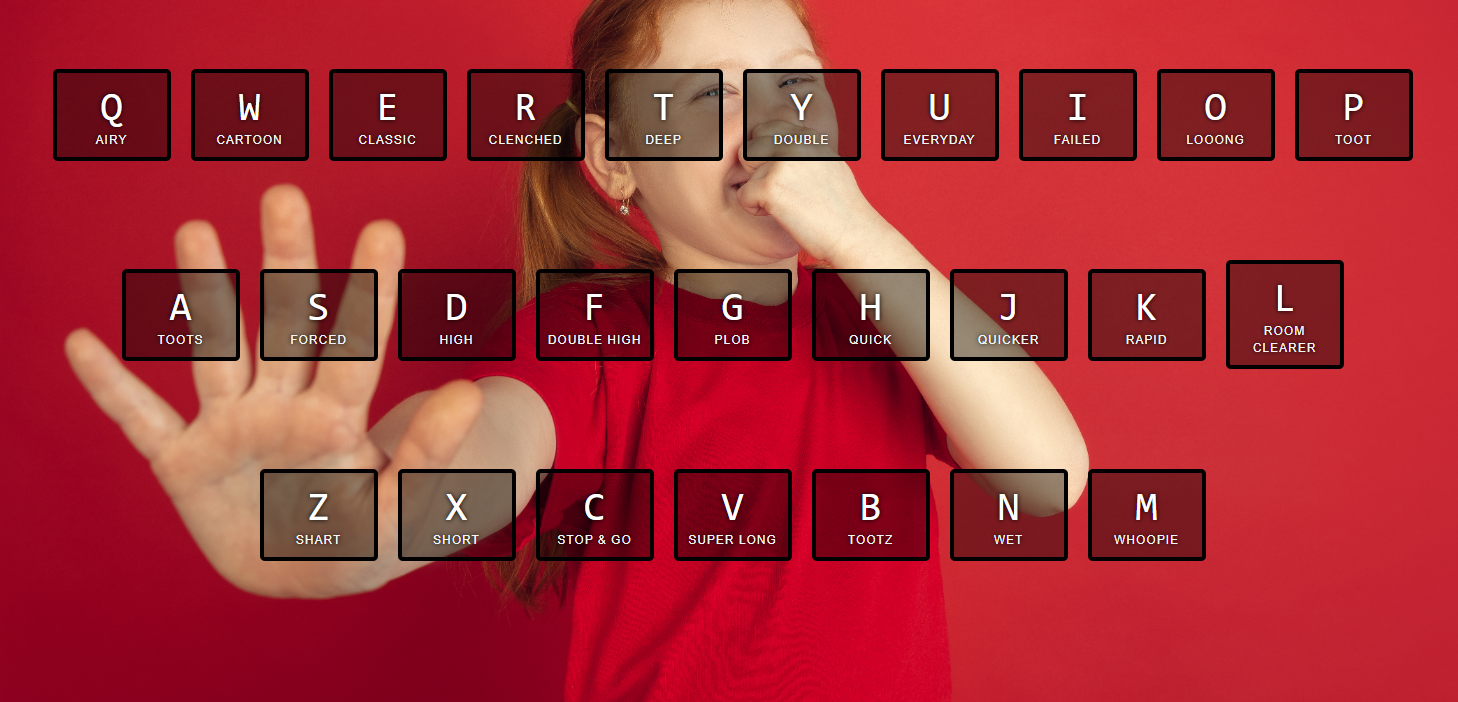 Q W E R T Y U I O P
AIRY CARTOON CLASSIC CLENCHED DEEP DOUBLE EVERYDAY FAILED LOOONG TOOT
A S D F G H J K L
TOOTS FORCED HIGH DOUBLE HIGH PLOB QUICK QUICKER RAPID ROOM
CLEARER
Z X C V B N M
SHART SHORT STOP & GO SUPER LONG TOOTZ WET WHOOPIE